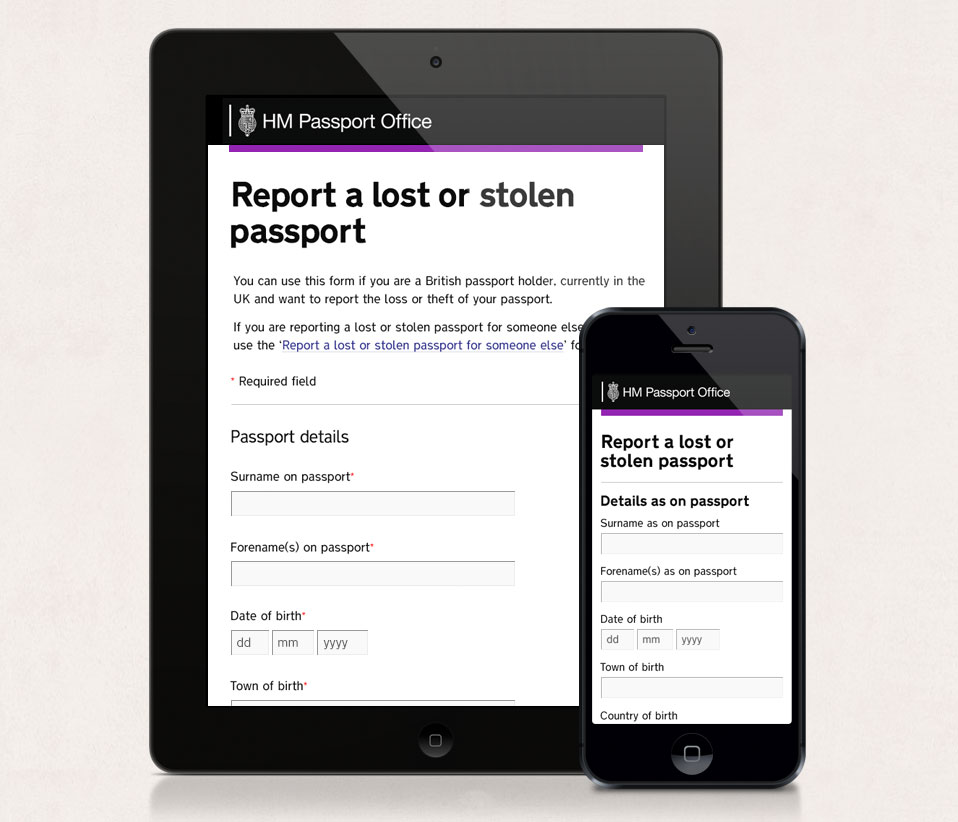 HM Passport Office
Report a lost or stolen
passport
You can use this form if you are a British passport holder, currently in the
UK and want to report the loss or theft of your passport.
If you are reporting a lost or stolen passport for someone else
use the ‘Report a lost or stolen passport for someone else’
* Required field
Passport details
Surname on passport*
Forename(s) on passport*
Date of birth*
dd mm yyyy
Town of birth*
HM Passport Office
Report a lost or
stolen passport
Details as on passport
Surname as on passport
Forename(s) as on passport
Date of birth
dd mm yyyy
Town of birth
Country of birth